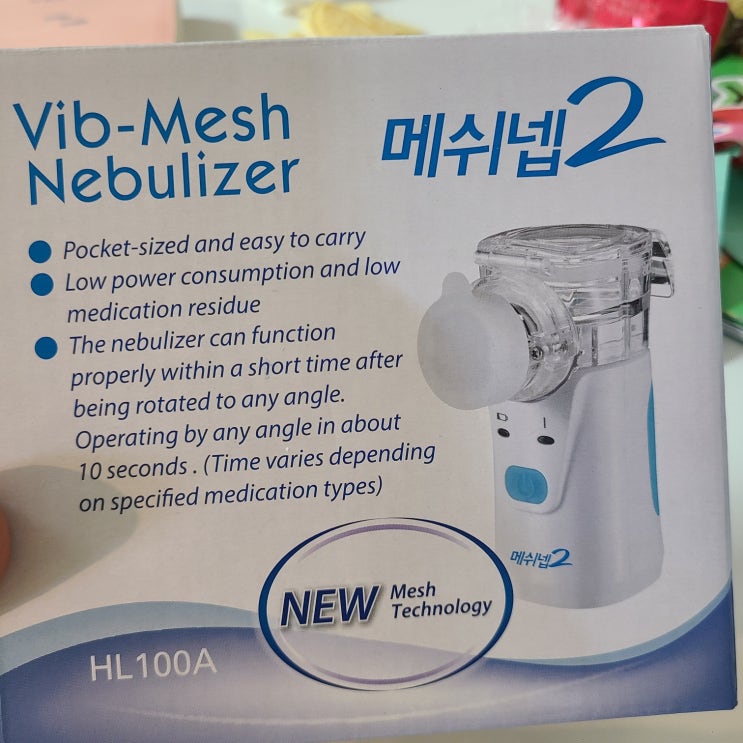 Vib-Mesh
Nebulizer
메쉬넵2
Pocket-sized and easy to carry
Low power consumption and low
medication residue
The nebulizer can function
properly within a short time after
being rotated to any angle.
Operating by any angle in about
10 seconds . (Time varies depending
on specified medication types)
메쉬넵2
NEW Mesh
Technology
HL100A